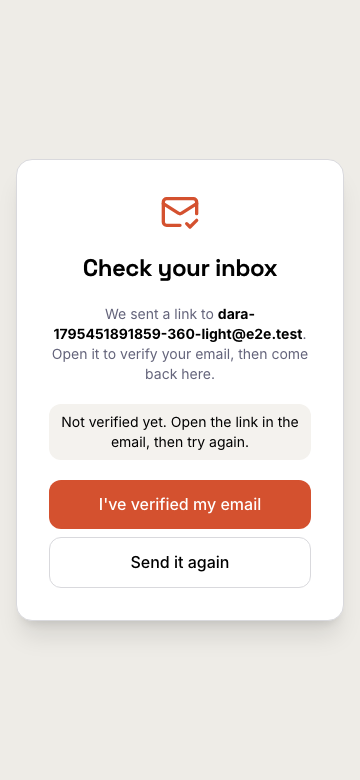 Check your inbox
We sent a link to dara-
1795451891859-360-light@e2e.test.
Open it to verify your email, then come
back here.
Not verified yet. Open the link in the
email, then try again.
I've verified my email
Send it again